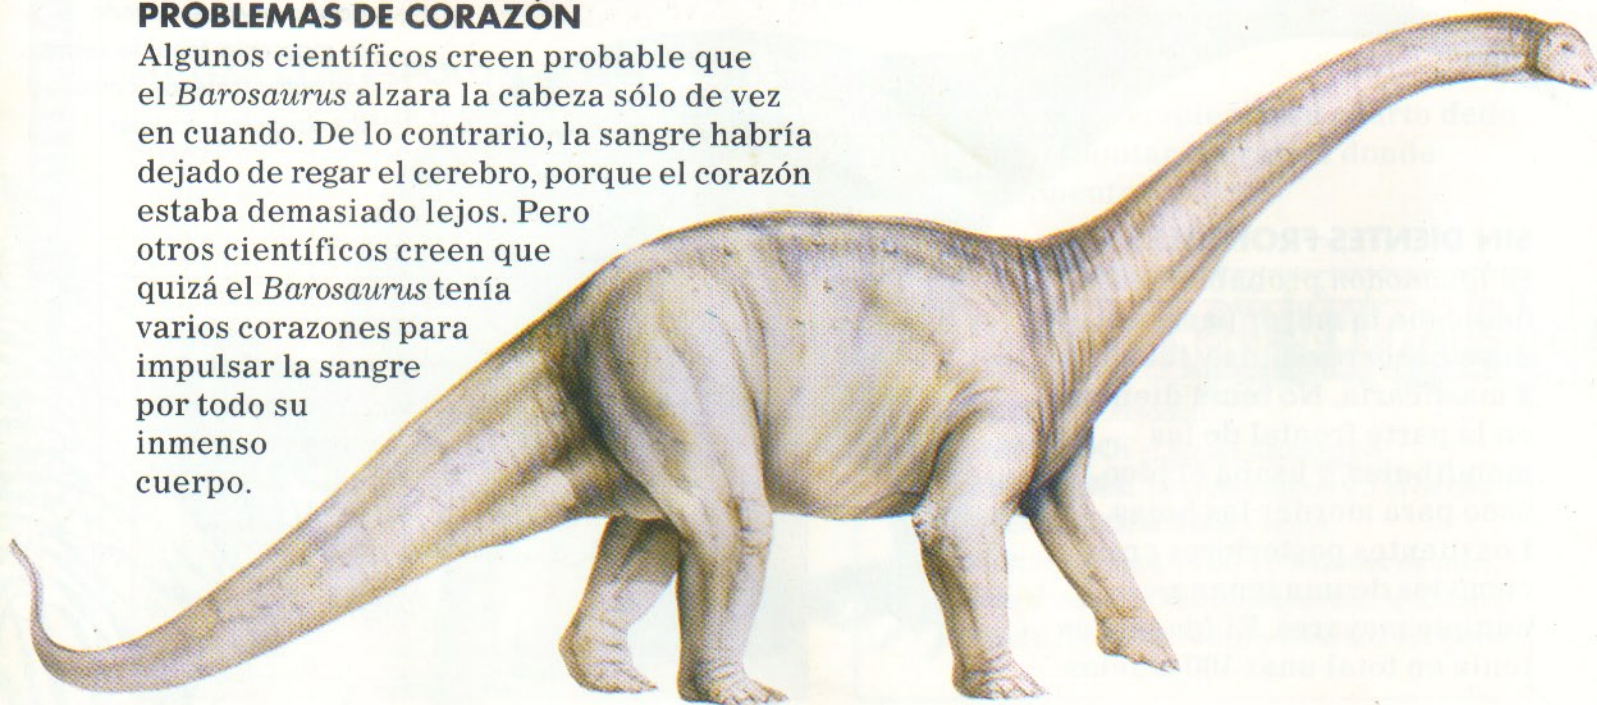 PROBLEMAS DE CORAZÓN
Algunos científicos creen probable que
el Barosaurus alzara la cabeza sólo de vez
en cuando. De lo contrario, la sangre habría
dejado de regar el cerebro, porque el corazón
estaba demasiado lejos. Pero
otros científicos creen que
quizá el Barosaurus tenía
varios corazones para
impulsar la sangre
por todo su
inmenso
cuerpo.